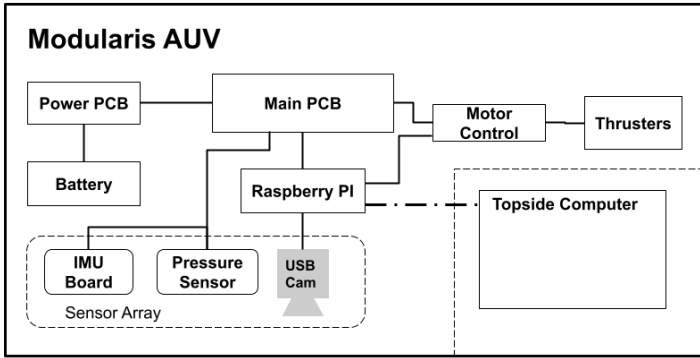 Modularis AUV
Power PCB
Main PCB
Motor
Control
Thrusters
Battery
Raspberry PI
Topside Computer
IMU
Board
Pressure
Sensor
USB
Cam
Sensor Array